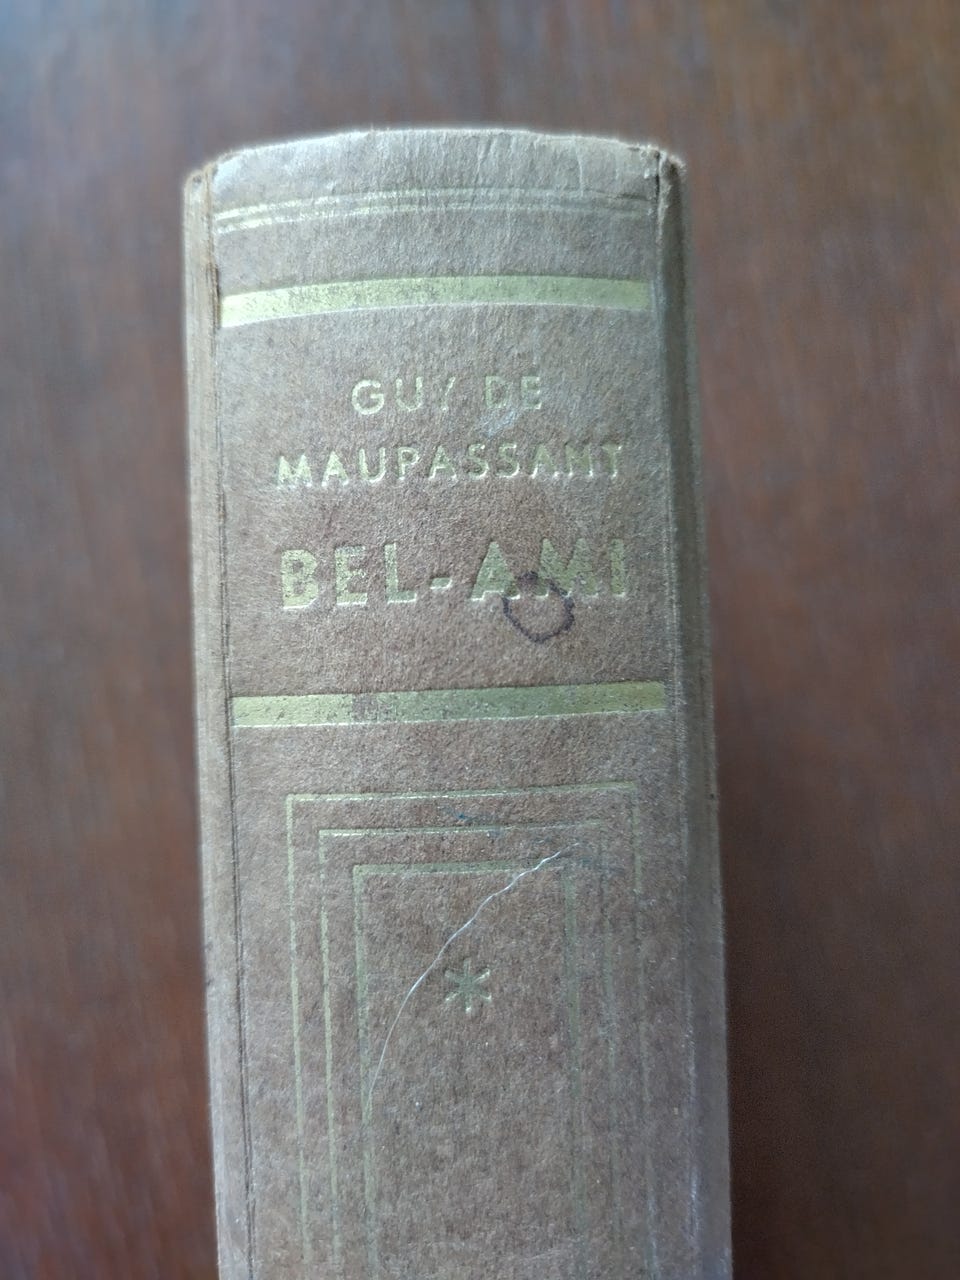 GUY DE
MAUPASSANT
BEL-AMI
*